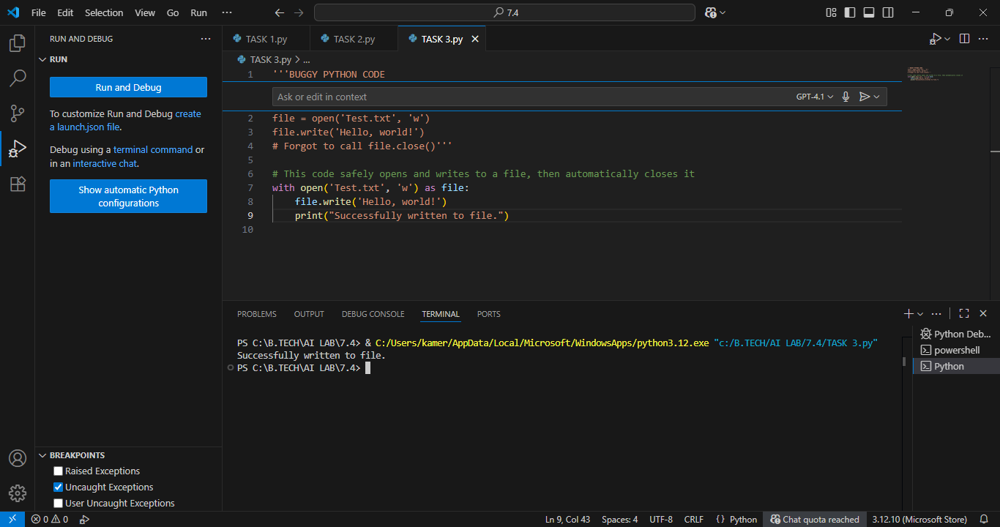 File Edit Selection View Go Run ··· 7.4
RUN AND DEBUG ···
RUN
Run and Debug
To customize Run and Debug create
a launch.json file.
Debug using a terminal command or
in an interactive chat.
Show automatic Python
configurations
BREAKPOINTS
Raised Exceptions
Uncaught Exceptions
User Uncaught Exceptions
TASK 1.py TASK 2.py TASK 3.py
TASK 3.py > ...
1 '''BUGGY PYTHON CODE
Ask or edit in context GPT-4.1
2 file = open('Test.txt', 'w')
3 file.write('Hello, world!')
4 # Forgot to call file.close()'''
5
6 # This code safely opens and writes to a file, then automatically closes it
7 with open('Test.txt', 'w') as file:
8 file.write('Hello, world!')
9 print("Successfully written to file.")
10
PROBLEMS OUTPUT DEBUG CONSOLE TERMINAL PORTS
PS C:\B.TECH\AI LAB\7.4> & C:/Users/kamer/AppData/Local/Microsoft/WindowsApps/python3.12.exe "c:/B.TECH/AI LAB/7.4/TASK 3.py"
Successfully written to file.
PS C:\B.TECH\AI LAB\7.4>
Python Deb...
powershell
Python
0 0 Ln 9, Col 43 Spaces: 4 UTF-8 CRLF {} Python Chat quota reached 3.12.10 (Microsoft Store)